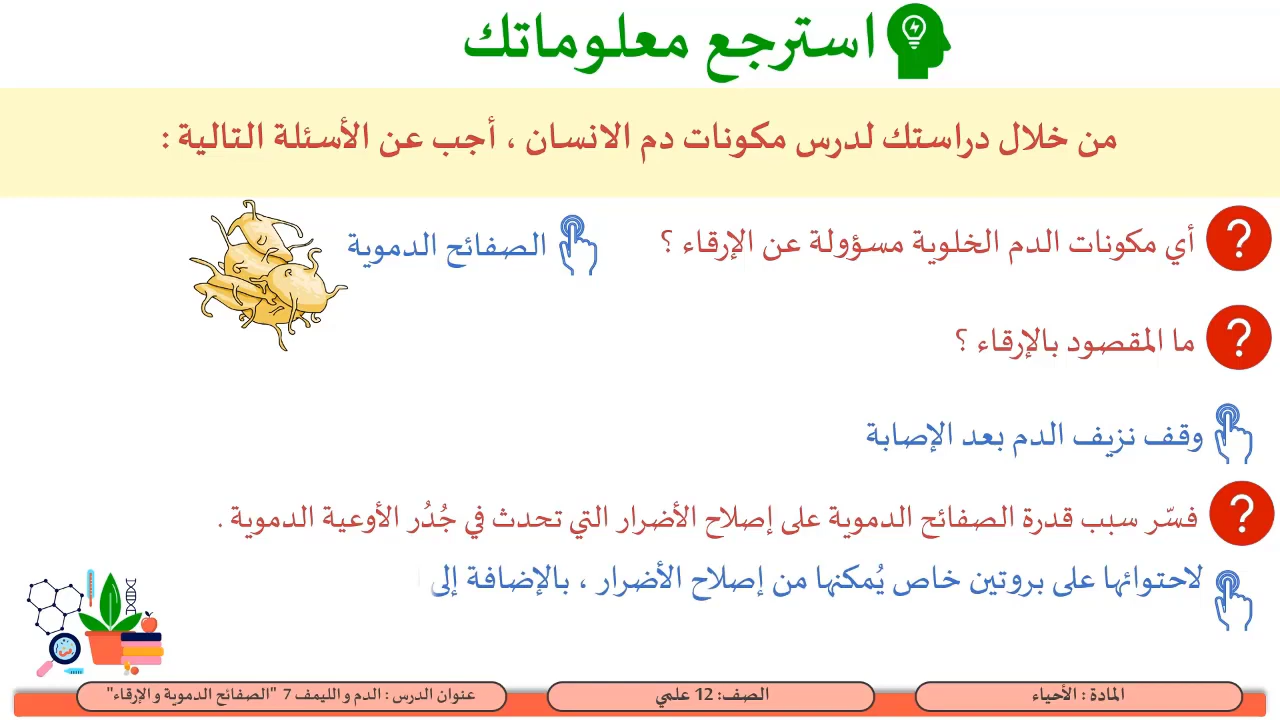 استرجع معلوماتك
من خلال دراستك لدرس مكونات دم الانسان ، أجب عن الأسئلة التالية :
أي مكونات الدم الخلوية مسؤولة عن الإرقاء ؟
الصفائح الدموية
ما المقصود بالإرقاء ؟
وقف نزيف الدم بعد الإصابة
فسّر سبب قدرة الصفائح الدموية على إصلاح الأضرار التي تحدث في جُدُر الأوعية الدموية .
لاحتوائها على بروتين خاص يُمكنها من إصلاح الأضرار ، بالإضافة إلى
المادة : الأحياء
الصف: 12 علمي
عنوان الدرس : الدم و الليمف 7 "الصفائح الدموية و الإرقاء"